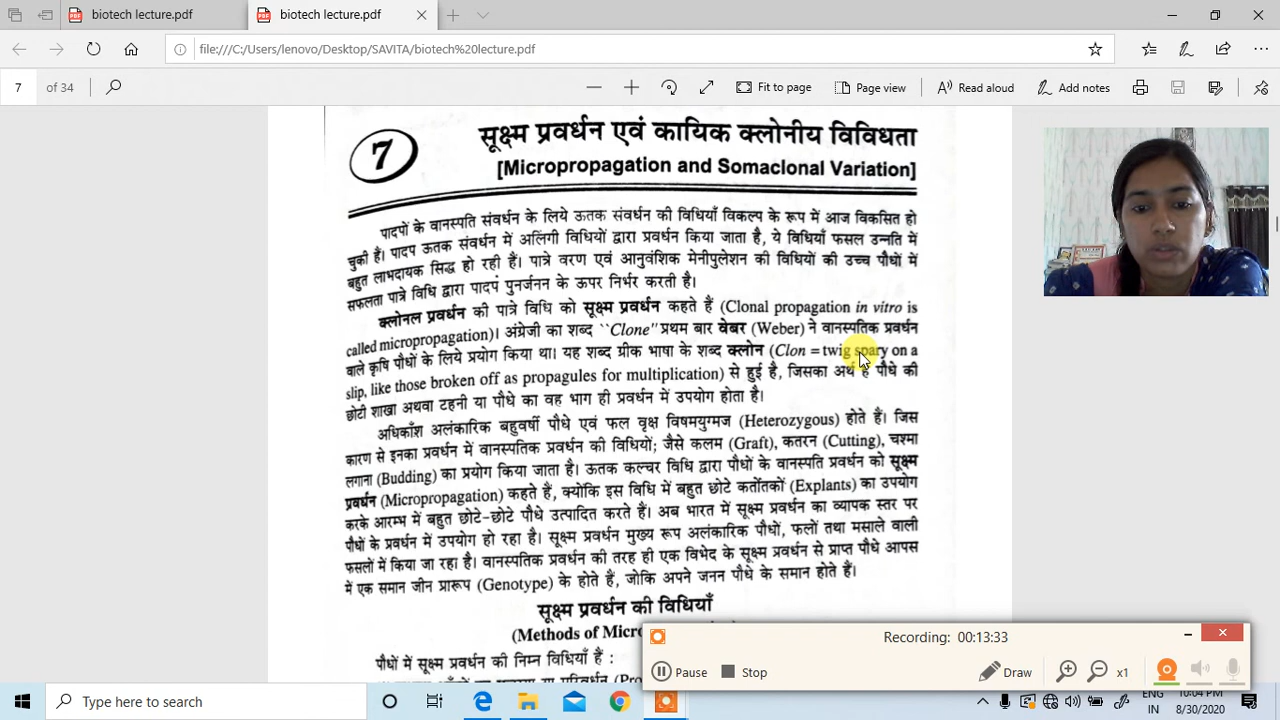 biotech lecture.pdf
biotech lecture.pdf
file:///C:/Users/lenovo/Desktop/SAVITA/biotech%20lecture.pdf
7 of 34
Fit to page
Page view
Read aloud
Add notes
7
सूक्ष्म प्रवर्धन एवं कायिक क्लोनीय विविधता
[Micropropagation and Somaclonal Variation]
पादपों के वानस्पति संवर्धन के लिये ऊतक संवर्धन की विधियाँ विकल्प के रूप में आज विकसित हो
चुकी हैं। पादप ऊतक संवर्धन में अलिंगी विधियों द्वारा प्रवर्धन किया जाता है, ये विधियाँ फसल उन्नति में
बहुत लाभदायक सिद्ध हो रही हैं। पात्रे वरण एवं आनुवंशिक मेनीपुलेशन की विधियों की उच्च पौधों में
सफलता पात्रे विधि द्वारा पादप पुनर्जनन के ऊपर निर्भर करती है।
क्लोनल प्रवर्धन की पात्रे विधि को सूक्ष्म प्रवर्धन कहते हैं (Clonal propagation in vitro is
called micropropagation)। अंग्रेजी का शब्द ''Clone" प्रथम बार वेबर (Weber) ने वानस्पतिक प्रवर्धन
वाले कृषि पौधों के लिये प्रयोग किया था। यह शब्द ग्रीक भाषा के शब्द क्लोन (Clon = twig spary on a
slip, like those broken off as propagules for multiplication) से हुई है, जिसका अर्थ है पौधे की
छोटी शाखा अथवा टहनी या पौधे का वह भाग ही प्रवर्धन में उपयोग होता है।
अधिकाँश अलंकारिक बहुवर्षी पौधे एवं फल वृक्ष विषमयुग्मज (Heterozygous) होते हैं। जिस
कारण से इनका प्रवर्धन में वानस्पतिक प्रवर्धन की विधियों; जैसे कलम (Graft), कतरन (Cutting), चश्मा
लगाना (Budding) का प्रयोग किया जाता है। ऊतक कल्चर विधि द्वारा पौधों के वानस्पति प्रवर्धन को सूक्ष्म
प्रवर्धन (Micropropagation) कहते हैं, क्योंकि इस विधि में बहुत छोटे कर्तोतकों (Explants) का उपयोग
करके आरम्भ में बहुत छोटे-छोटे पौधे उत्पादित करते हैं। अब भारत में सूक्ष्म प्रवर्धन का व्यापक स्तर पर
पौधों के प्रवर्धन में उपयोग हो रहा है। सूक्ष्म प्रवर्धन मुख्य रूप अलंकारिक पौधों, फलों तथा मसाले वाली
फसलों में किया जा रहा है। वानस्पतिक प्रवर्धन की तरह ही एक विभेद के सूक्ष्म प्रवर्धन से प्राप्त पौधे आपस
में एक समान जीन प्रारूप (Genotype) के होते हैं, जोकि अपने जनन पौधे के समान होते हैं।
सूक्ष्म प्रवर्धन की विधियाँ
(Methods of Micro
पौधों में सूक्ष्म प्रवर्धन की निम्न विधियाँ हैं :
Recording: 00:13:33
Pause
Stop
Draw
x1
Type here to search
ENG
IN
10:04 PM
8/30/2020